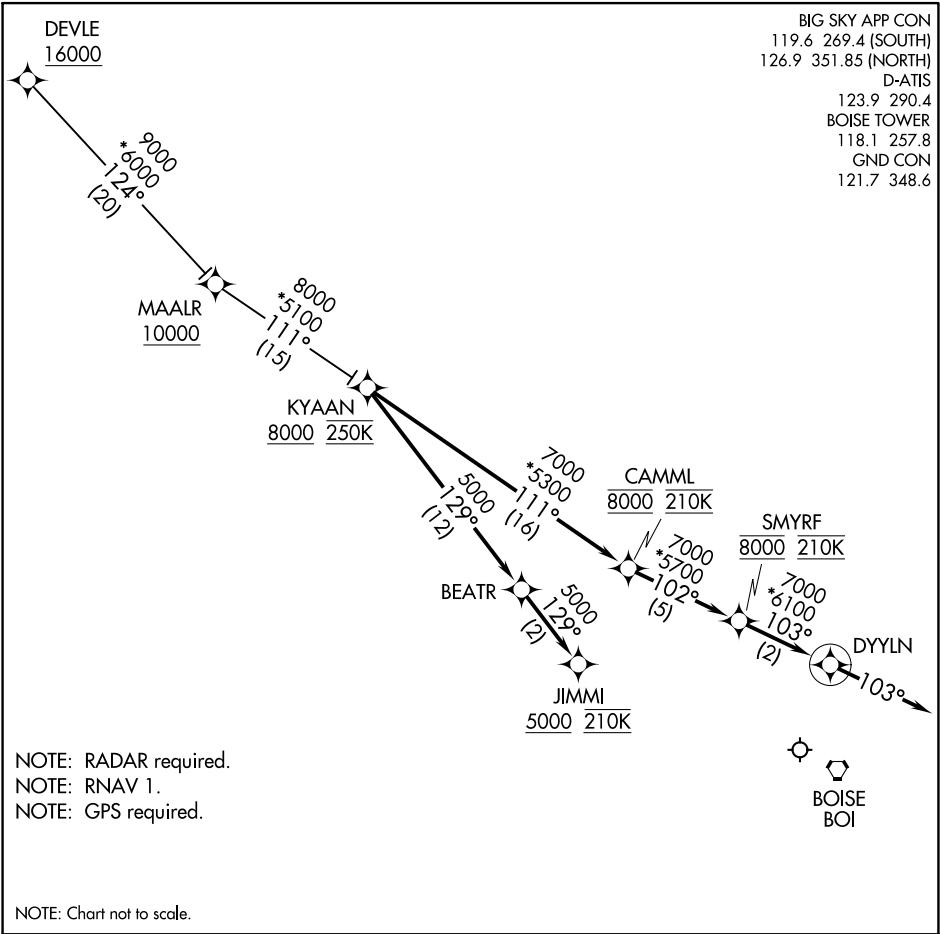 DEVLE
16000
BIG SKY APP CON
119.6 269.4 (SOUTH)
126.9 351.85 (NORTH)
D-ATIS
123.9 290.4
BOISE TOWER
118.1 257.8
GND CON
121.7 348.6
9000
*6000
124°
(20)
MAALR
10000
8000
*5100
111°
(15)
KYAAN
8000 250K
7000
*5300
111°
(16)
5000
129°
(12)
CAMML
8000 210K
7000
*5700
102°
(5)
SMYRF
8000 210K
7000
*6100
103°
(2)
DYYLN
103°
BEATR
5000
129°
(2)
JIMMI
5000 210K
BOISE
BOI
NOTE: RADAR required.
NOTE: RNAV 1.
NOTE: GPS required.
NOTE: Chart not to scale.